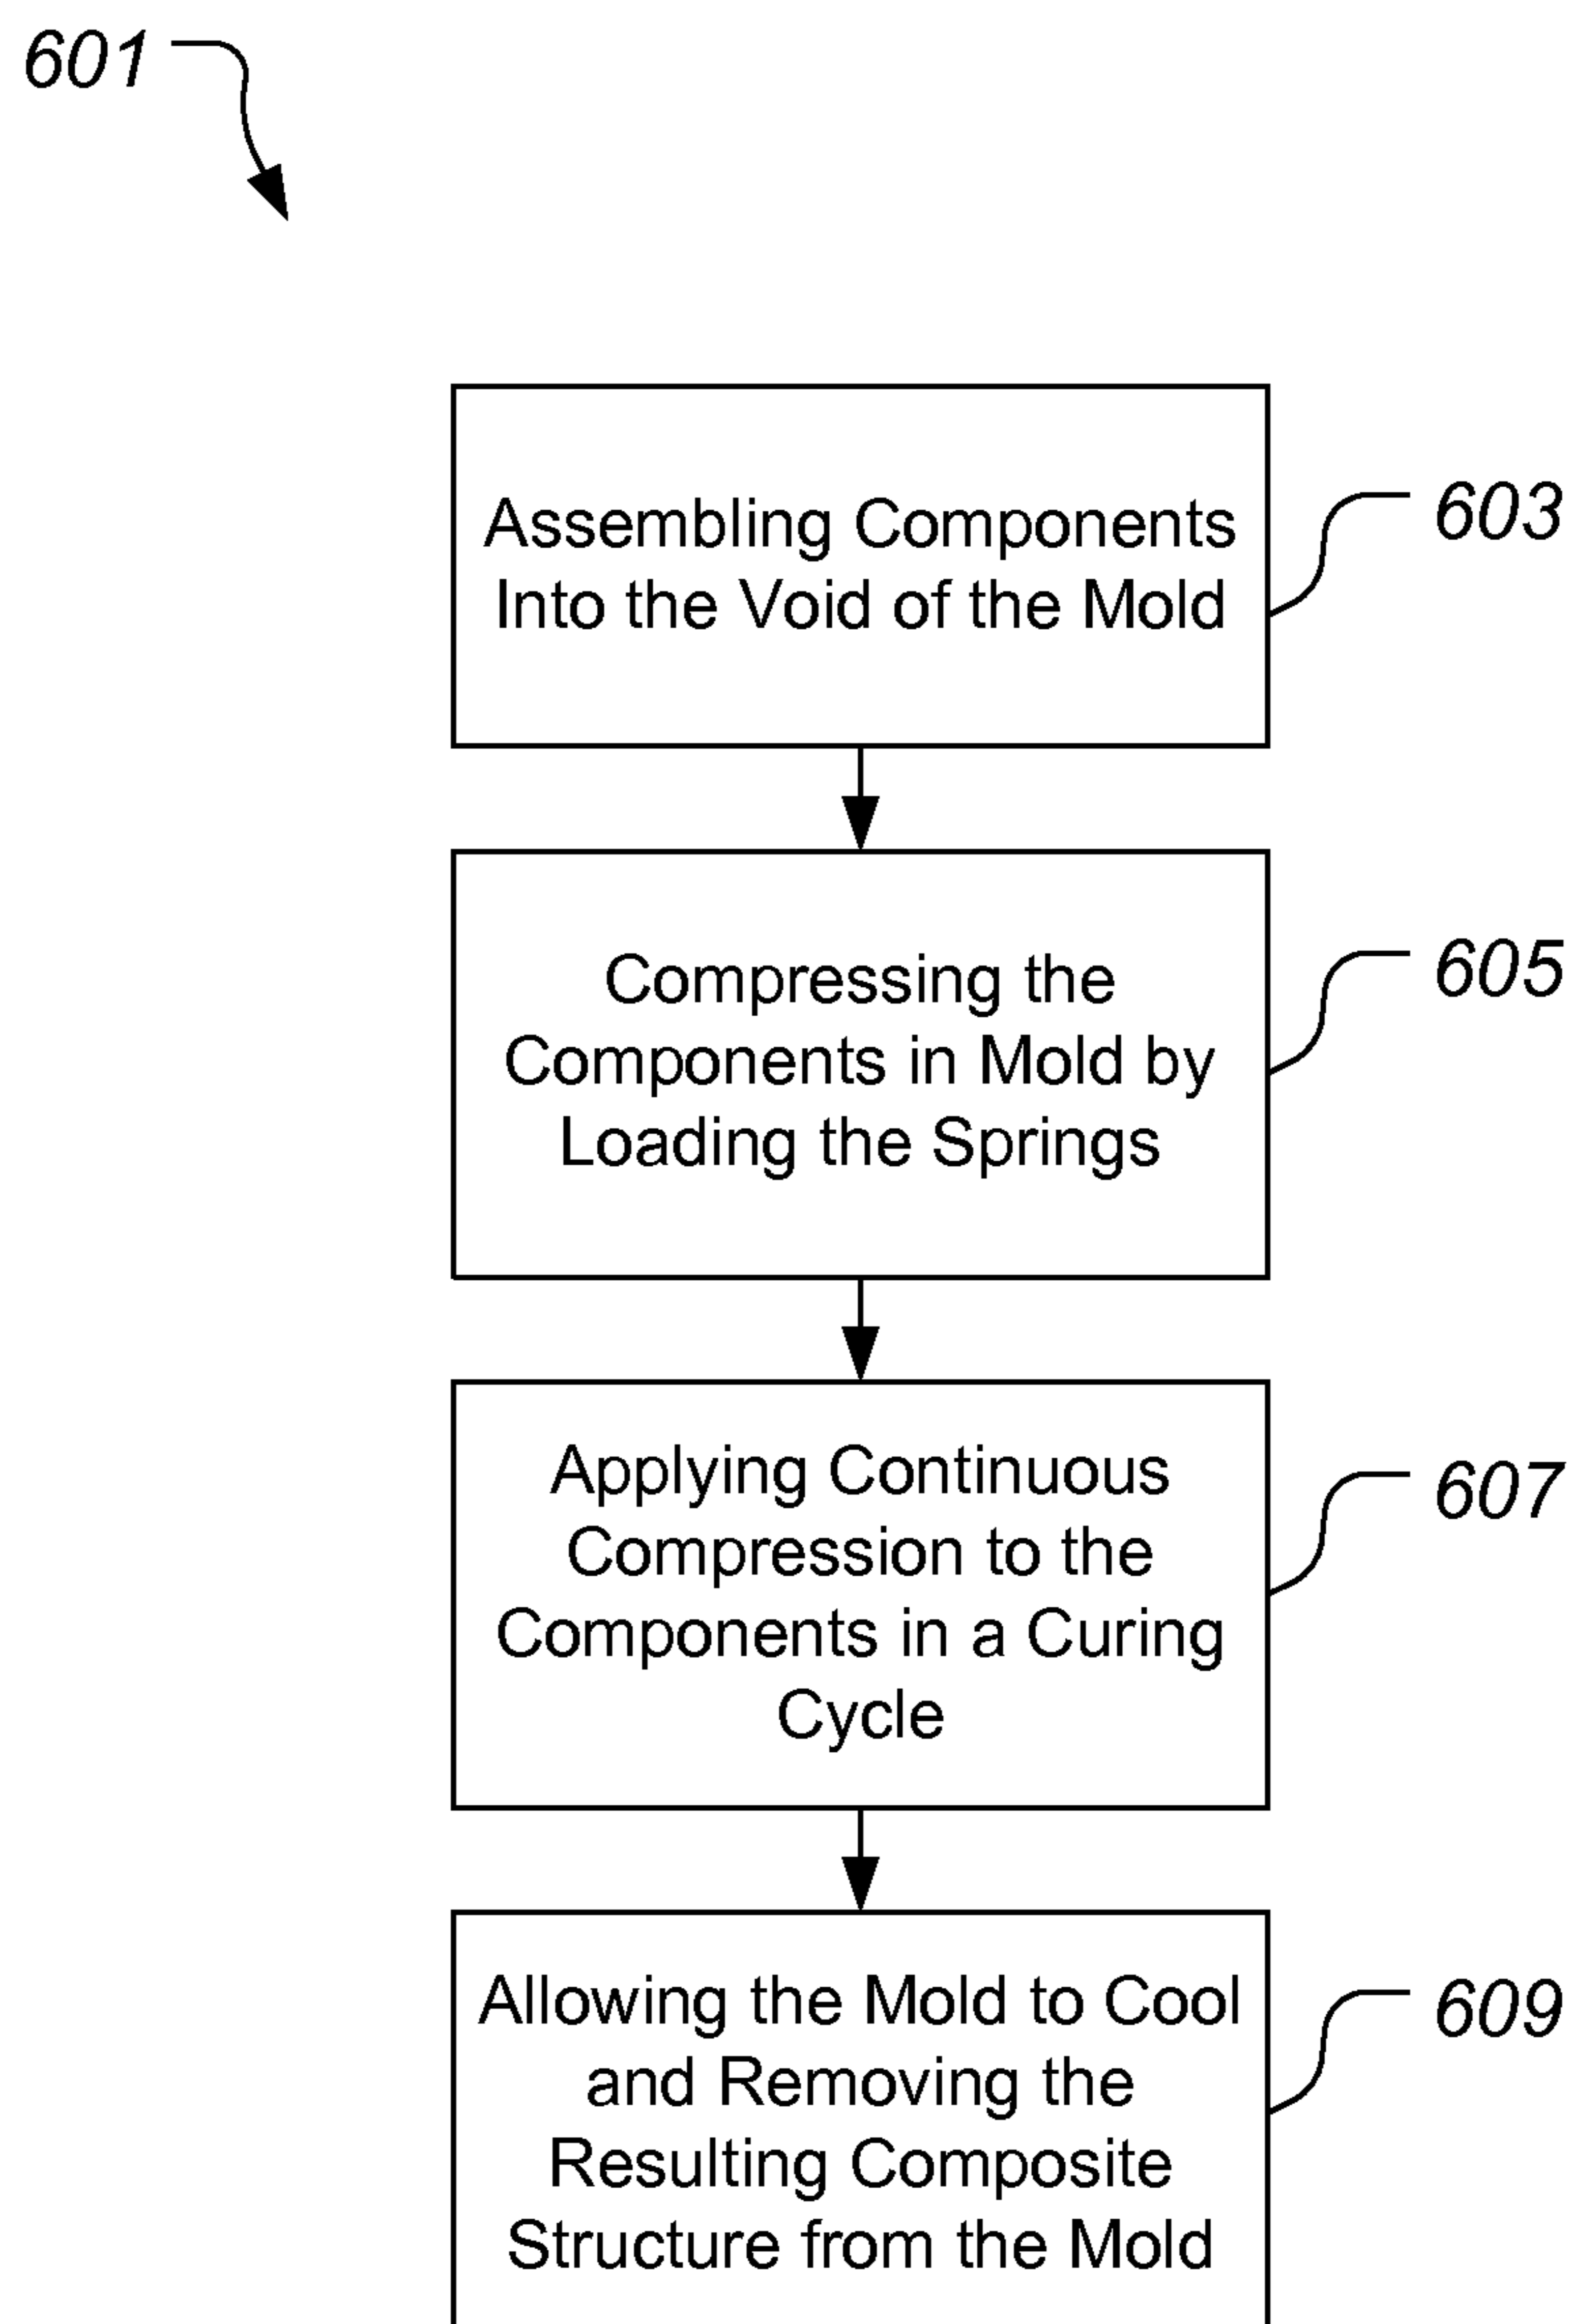 601
Assembling Components
Into the Void of the Mold
603
Compressing the
Components in Mold by
Loading the Springs
605
Applying Continuous
Compression to the
Components in a Curing
Cycle
607
Allowing the Mold to Cool
and Removing the
Resulting Composite
Structure from the Mold
609